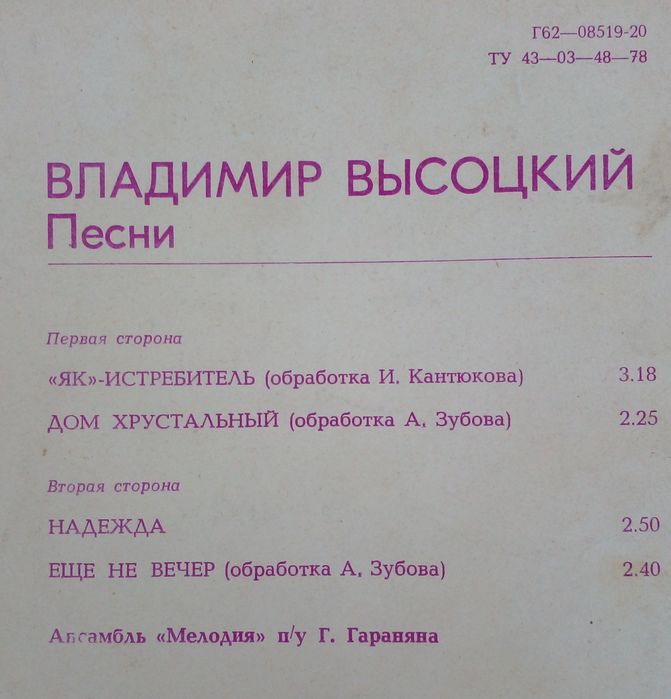 Г62—08519-20
ТУ 43—03—48—78
ВЛАДИМИР ВЫСОЦКИЙ
Песни
Первая сторона
«ЯК»-ИСТРЕБИТЕЛЬ (обработка И. Кантюкова) 3.18
ДОМ ХРУСТАЛЬНЫЙ (обработка А. Зубова) 2.25
Вторая сторона
НАДЕЖДА 2.50
ЕЩЕ НЕ ВЕЧЕР (обработка А. Зубова) 2.40
Ансамбль «Мелодия» п/у Г. Гараняна